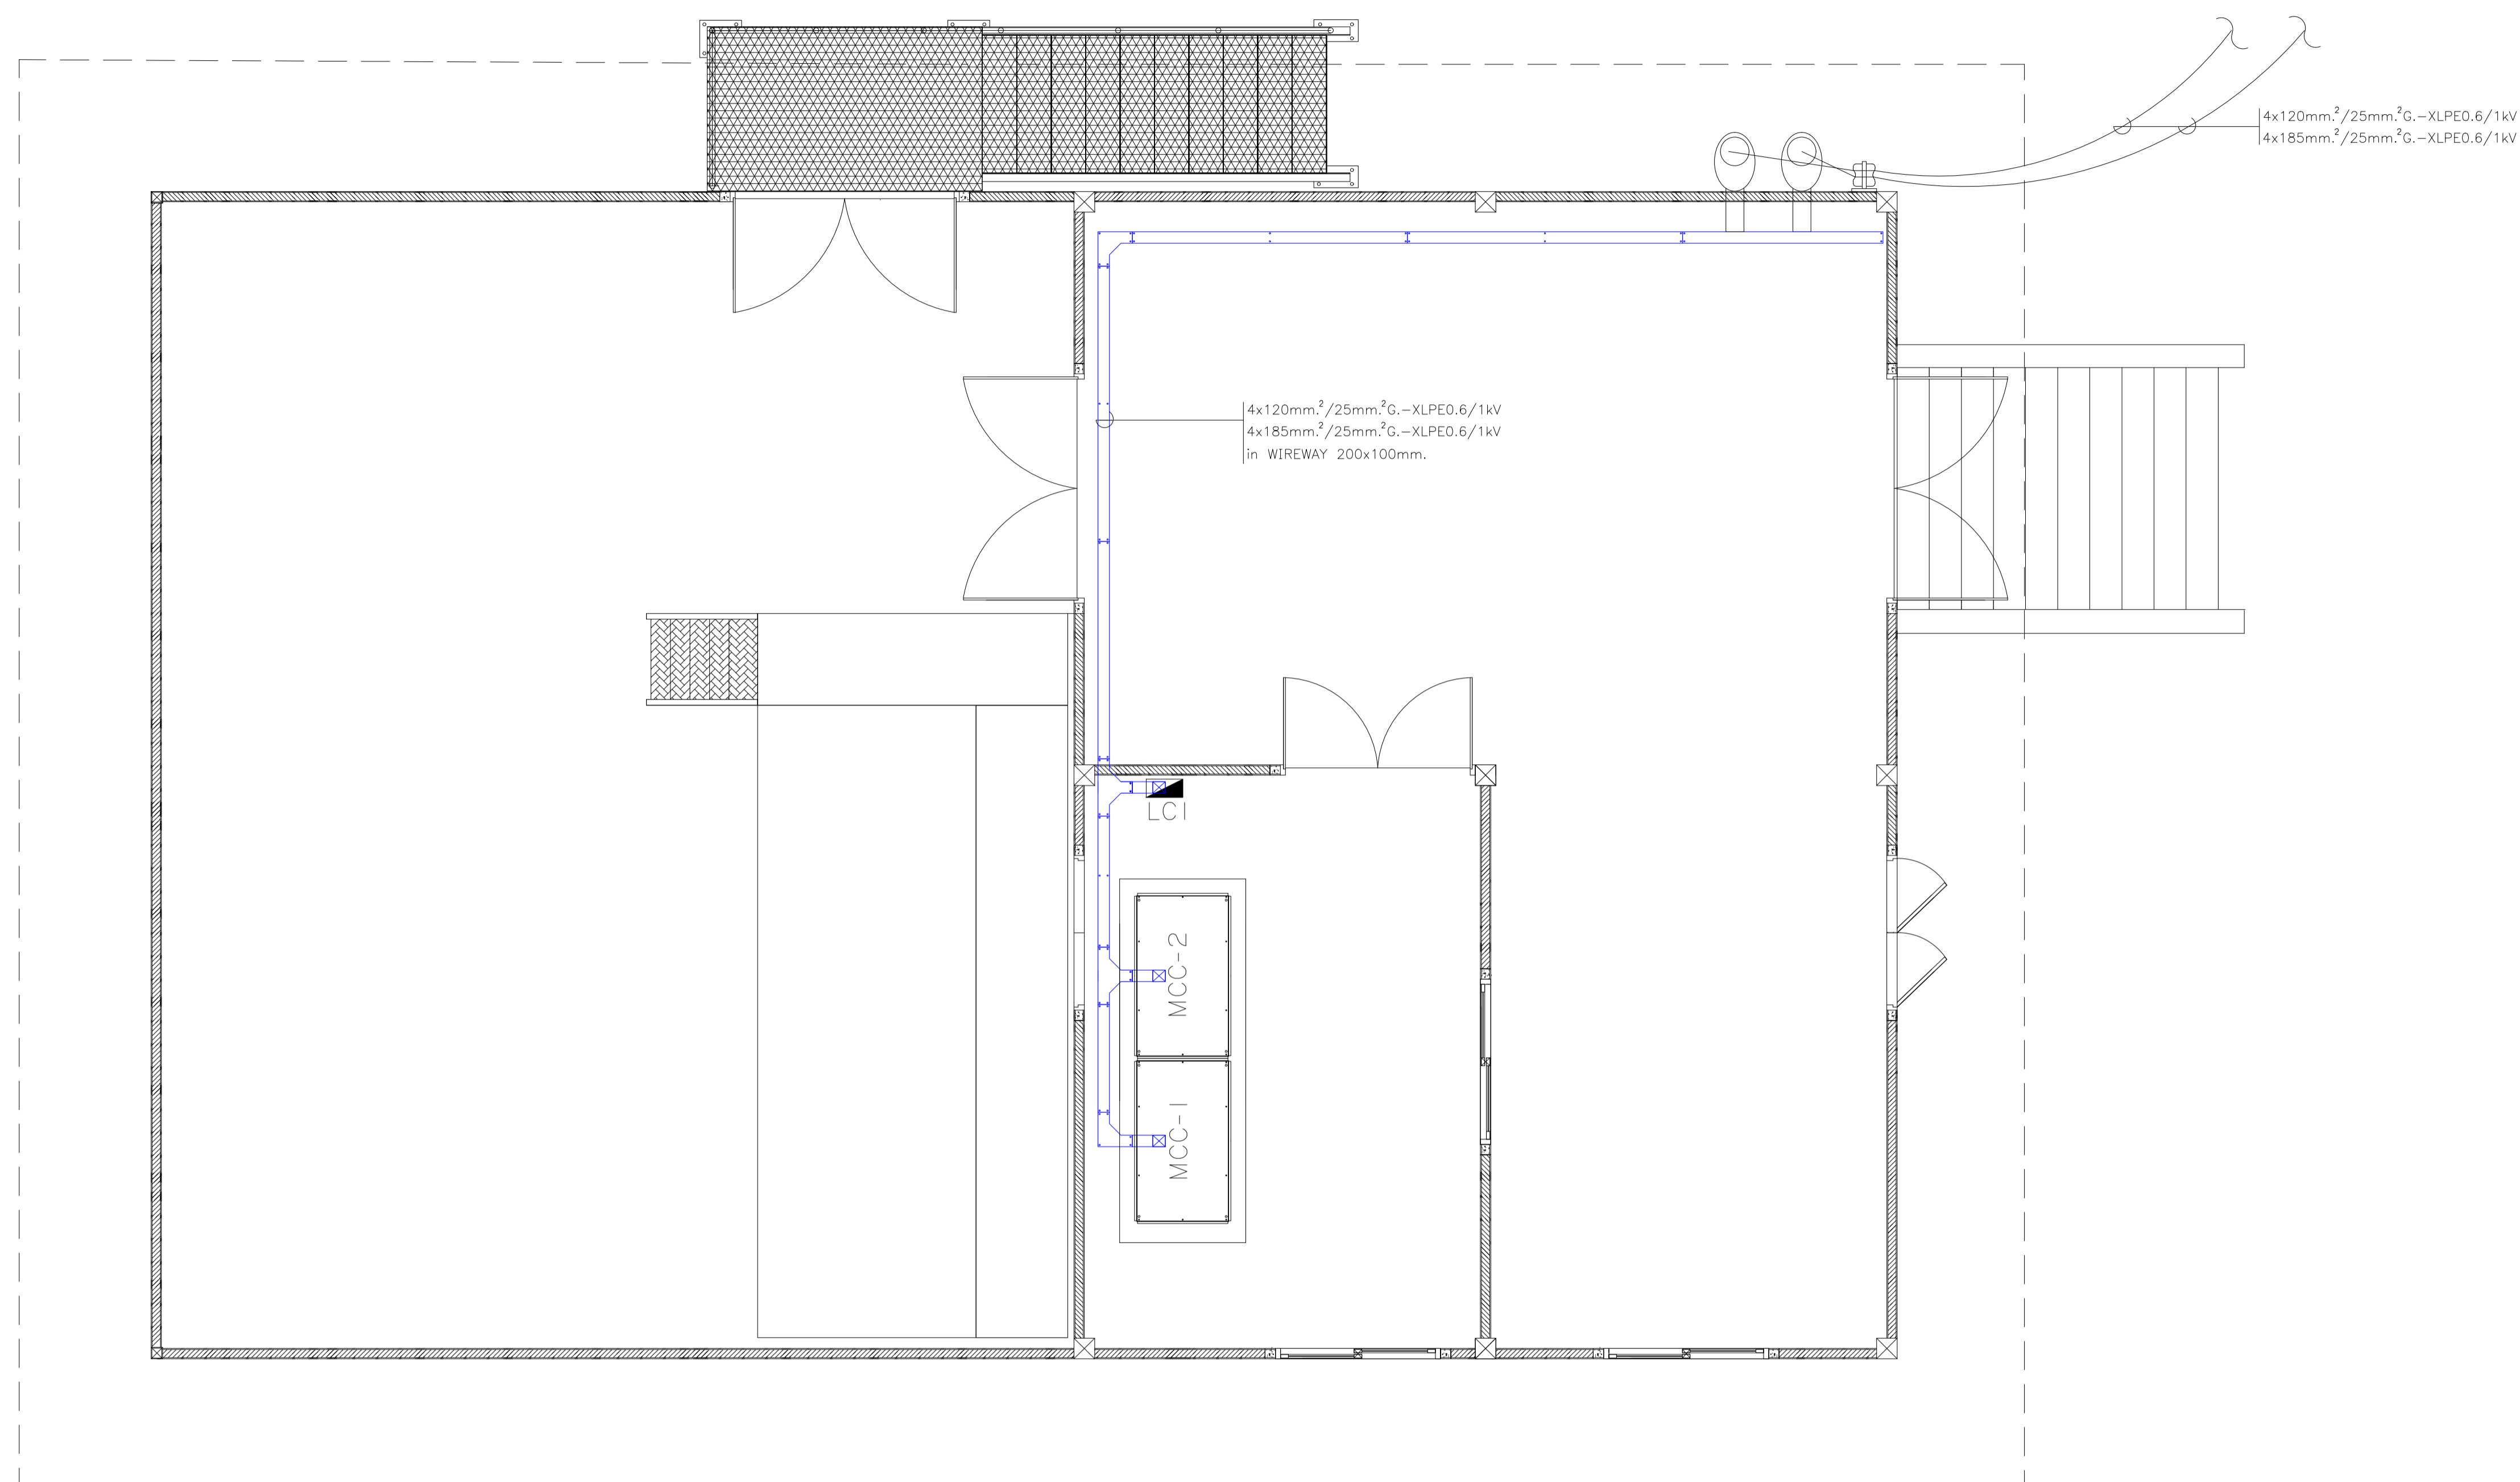 4x120mm.²/25mm.²G.-XLPE0.6/1kV
4x185mm.²/25mm.²G.-XLPE0.6/1kV
4x120mm.²/25mm.²G.-XLPE0.6/1kV
4x185mm.²/25mm.²G.-XLPE0.6/1kV
in WIREWAY 200x100mm.
LC1
MCC-2
MCC-1